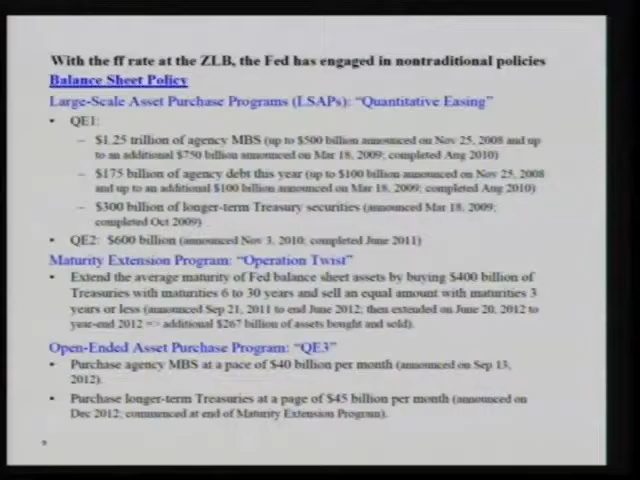 With the ff rate at the ZLB, the Fed has engaged in nontraditional policies
Balance Sheet Policy
Large-Scale Asset Purchase Programs (LSAPs): “Quantitative Easing”
• QE1:
– $1.25 trillion of agency MBS (up to $500 billion announced on Nov 25, 2008 and up
to an additional $750 billion announced on Mar 18, 2009; completed Aug 2010)
– $175 billion of agency debt this year (up to $100 billion announced on Nov 25, 2008
and up to an additional $100 billion announced on Mar 18, 2009; completed Aug 2010)
– $300 billion of longer-term Treasury securities (announced Mar 18, 2009;
completed Oct 2009)
• QE2: $600 billion (announced Nov 3, 2010; completed June 2011)
Maturity Extension Program: “Operation Twist”
• Extend the average maturity of Fed balance sheet assets by buying $400 billion of
Treasuries with maturities 6 to 30 years and sell an equal amount with maturities 3
years or less (announced Sep 21, 2011 to end June 2012; then extended on June 20, 2012 to
year-end 2012 => additional $267 billion of assets bought and sold).
Open-Ended Asset Purchase Program: “QE3”
• Purchase agency MBS at a pace of $40 billion per month (announced on Sep 13,
2012).
• Purchase longer-term Treasuries at a page of $45 billion per month (announced on
Dec 2012; commenced at end of Maturity Extension Program).